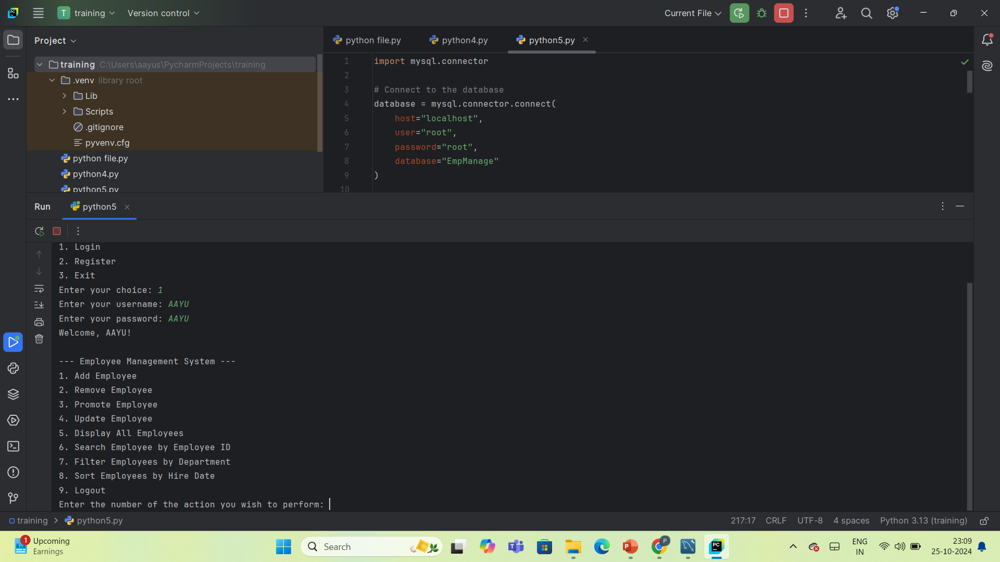 T training Version control
Current File
Project
training C:\Users\aayus\PycharmProjects\training
.venv library root
Lib
Scripts
.gitignore
pyvenv.cfg
python file.py
python4.py
python5.py
python file.py python4.py python5.py
1 import mysql.connector
2
3 # Connect to the database
4 database = mysql.connector.connect(
5 host="localhost",
6 user="root",
7 password="root",
8 database="EmpManage"
9 )
10
Run python5
1. Login
2. Register
3. Exit
Enter your choice: 1
Enter your username: AAYU
Enter your password: AAYU
Welcome, AAYU!
--- Employee Management System ---
1. Add Employee
2. Remove Employee
3. Promote Employee
4. Update Employee
5. Display All Employees
6. Search Employee by Employee ID
7. Filter Employees by Department
8. Sort Employees by Hire Date
9. Logout
Enter the number of the action you wish to perform:
training > python5.py
217:17 CRLF UTF-8 4 spaces Python 3.13 (training)
1 Upcoming
Earnings
Search
ENG
IN
23:09
25-10-2024